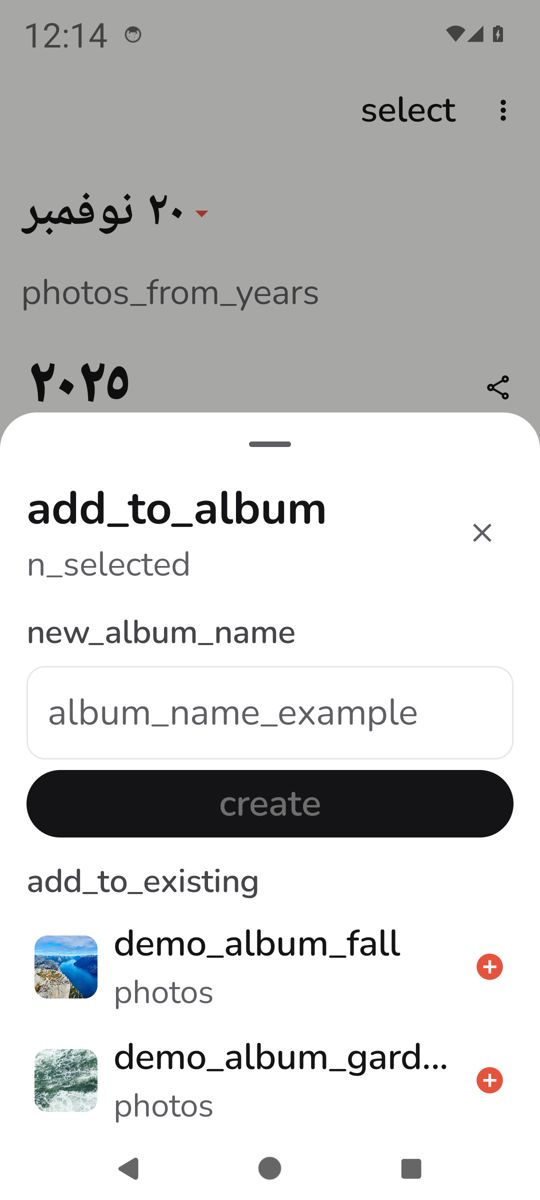 12:14
select
٢٠ نوفمبر
photos_from_years
٢٠٢٥
add_to_album
n_selected
new_album_name
album_name_example
create
add_to_existing
demo_album_fall
photos
demo_album_gard...
photos